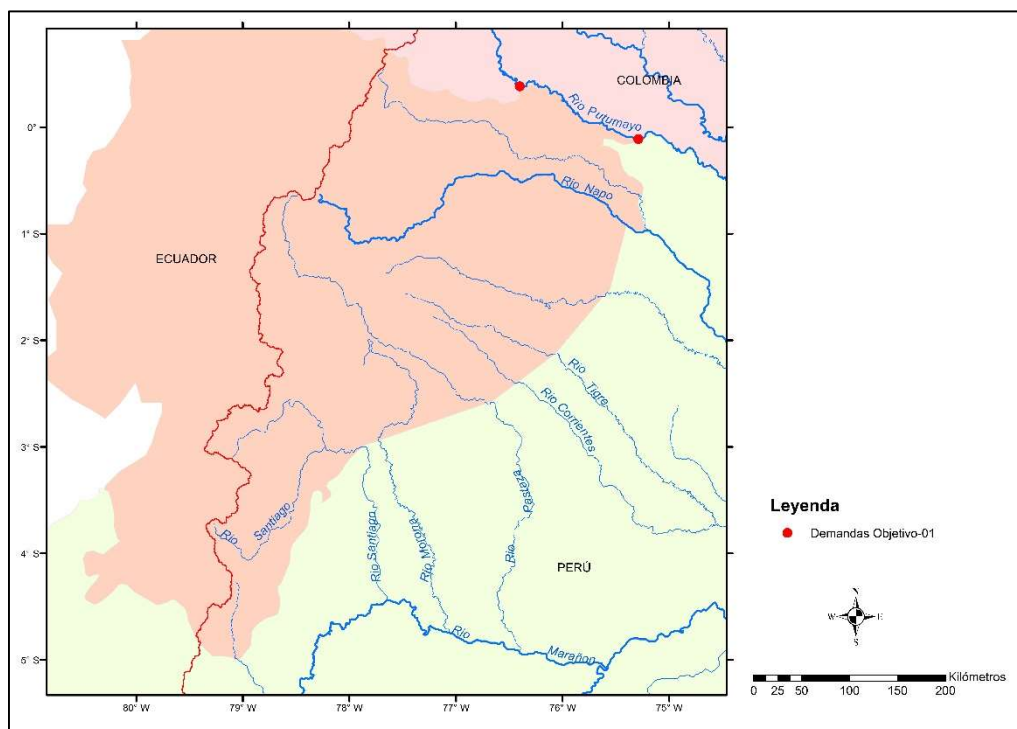 COLOMBIA
0°
Río Putumayo
Río Napo
1° S
ECUADOR
2° S
Río Tigre
Río Corrientes
3° S
Río Santiago
Río Santiago
Río Morona
Río Pastaza
4° S
PERÚ
Río Marañon
5° S
80° W
79° W
78° W
77° W
76° W
75° W
Leyenda
Demandas Objetivo-01
N
W
E
S
Kilómetros
0 25 50 100 150 200